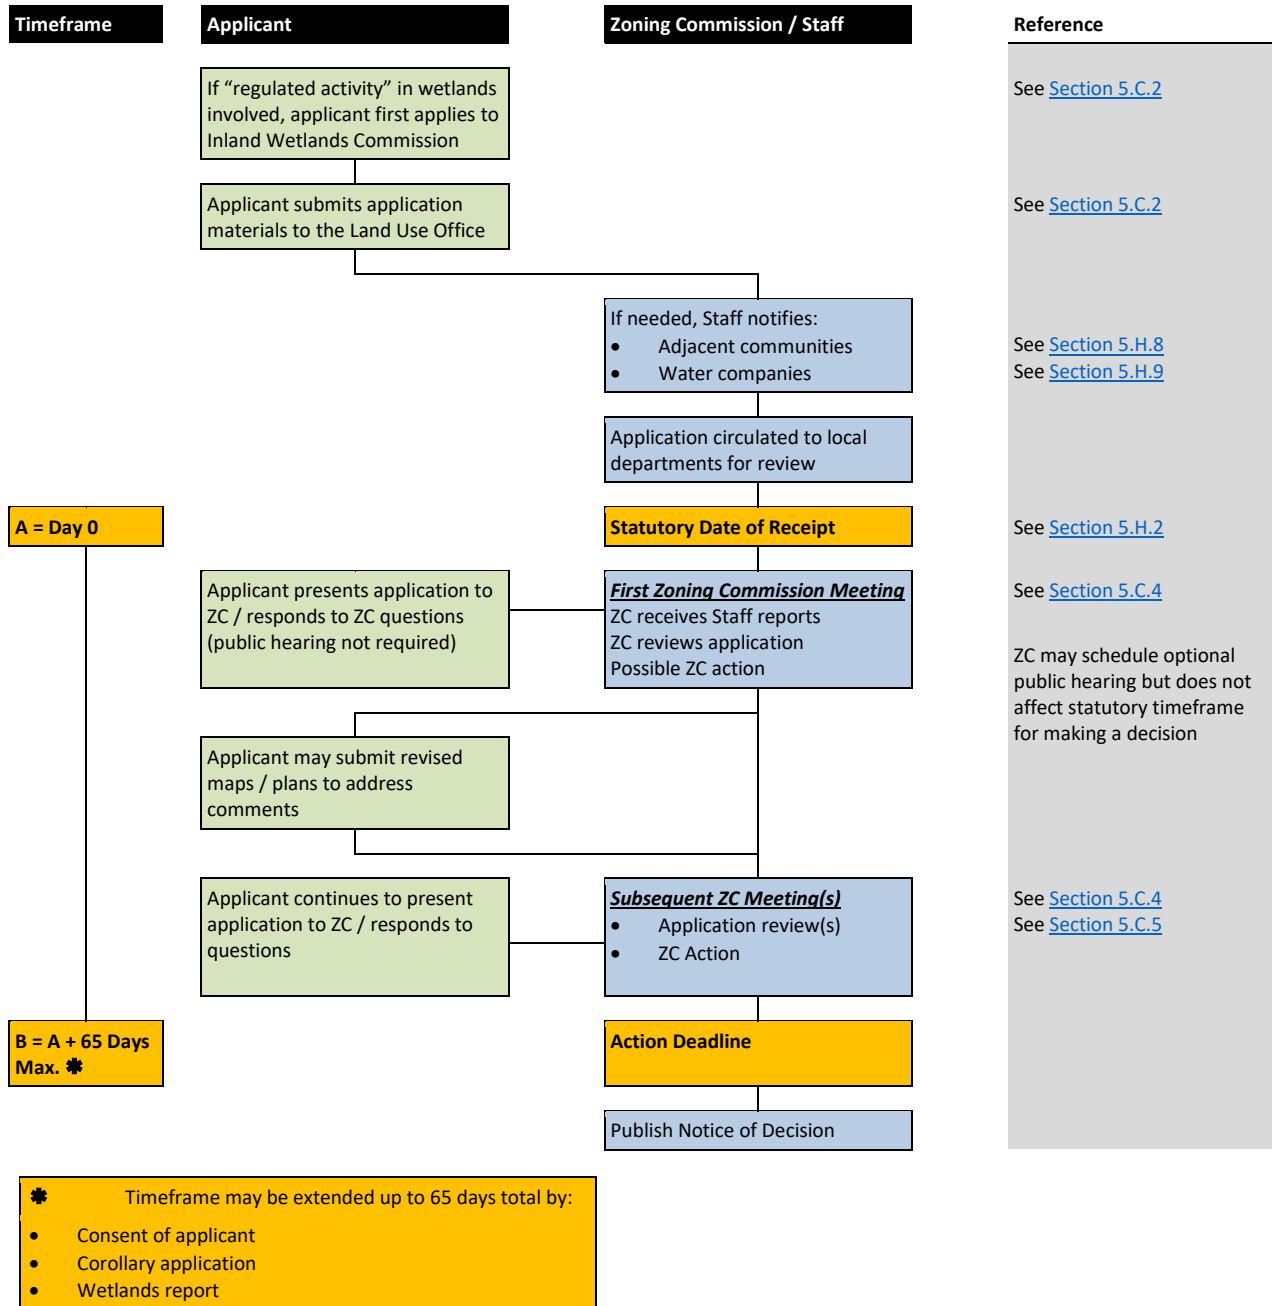 Timeframe
Applicant
Zoning Commission / Staff
Reference
If “regulated activity” in wetlands
involved, applicant first applies to
Inland Wetlands Commission
See Section 5.C.2
Applicant submits application
materials to the Land Use Office
See Section 5.C.2
If needed, Staff notifies:
• Adjacent communities
• Water companies
See Section 5.H.8
See Section 5.H.9
Application circulated to local
departments for review
A = Day 0
Statutory Date of Receipt
See Section 5.H.2
Applicant presents application to
ZC / responds to ZC questions
(public hearing not required)
First Zoning Commission Meeting
ZC receives Staff reports
ZC reviews application
Possible ZC action
See Section 5.C.4
ZC may schedule optional
public hearing but does not
affect statutory timeframe
for making a decision
Applicant may submit revised
maps / plans to address
comments
Applicant continues to present
application to ZC / responds to
questions
Subsequent ZC Meeting(s)
• Application review(s)
• ZC Action
See Section 5.C.4
See Section 5.C.5
B = A + 65 Days
Max. ✱
Action Deadline
Publish Notice of Decision
✱ Timeframe may be extended up to 65 days total by:
• Consent of applicant
• Corollary application
• Wetlands report